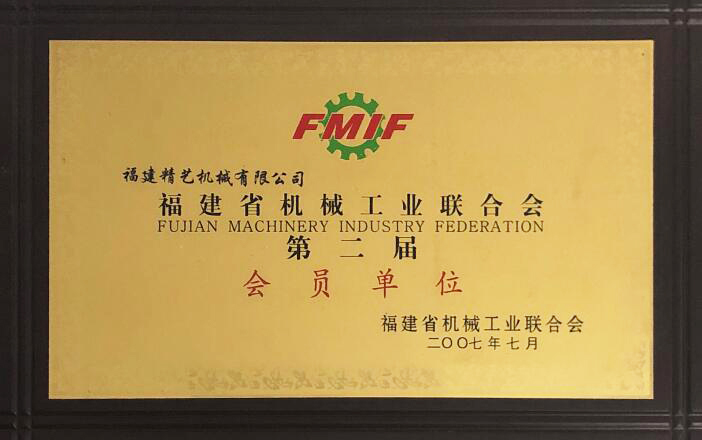 FMIF
福建精艺机械有限公司
福建省机械工业联合会
FUJIAN MACHINERY INDUSTRY FEDERATION
第二届
会员单位
福建省机械工业联合会
二〇〇七年七月